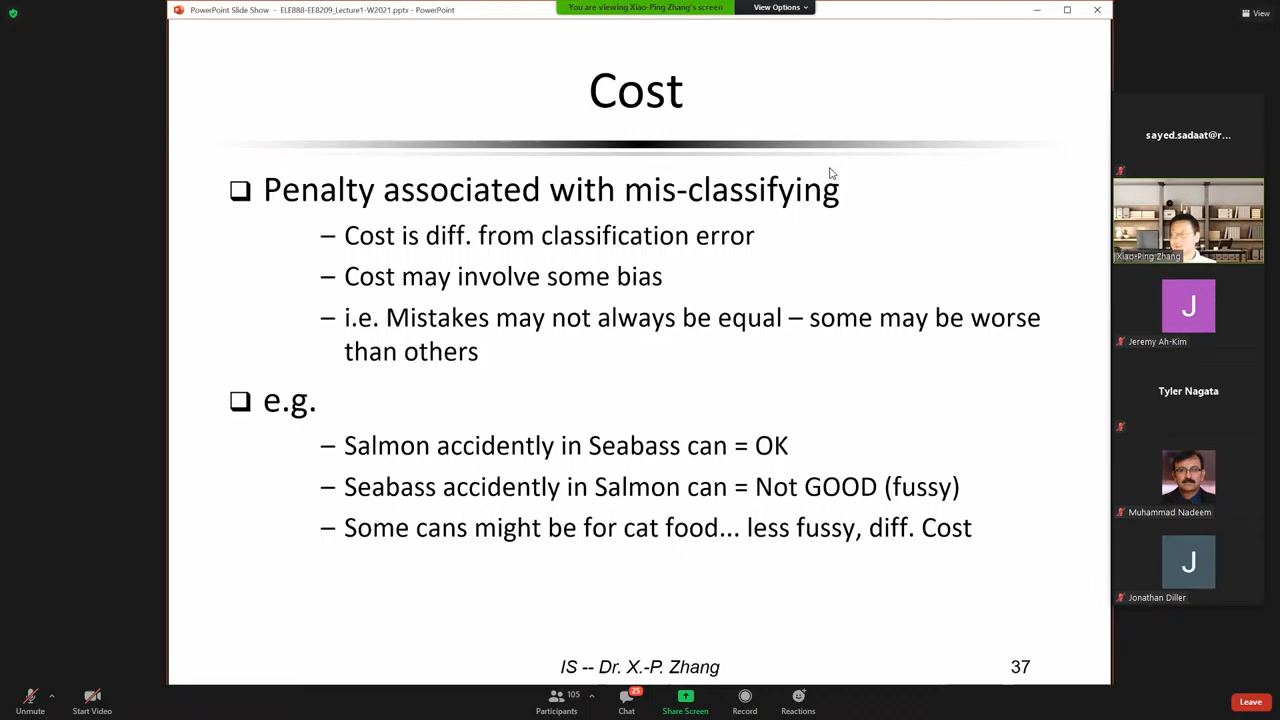 PowerPoint Slide Show - ELE888-EE8209_Lecture1-W2021.pptx - PowerPoint
You are viewing Xiao-Ping Zhang's screen
View Options
View
Cost
Penalty associated with mis-classifying
– Cost is diff. from classification error
– Cost may involve some bias
– i.e. Mistakes may not always be equal – some may be worse
than others
e.g.
– Salmon accidently in Seabass can = OK
– Seabass accidently in Salmon can = Not GOOD (fussy)
– Some cans might be for cat food... less fussy, diff. Cost
IS -- Dr. X.-P. Zhang
37
sayed.sadaat@r...
Xiao-Ping Zhang
J
Jeremy Ah-Kim
Tyler Nagata
Muhammad Nadeem
J
Jonathan Diller
Unmute
Start Video
105
Participants
25
Chat
Share Screen
Record
Reactions
Leave